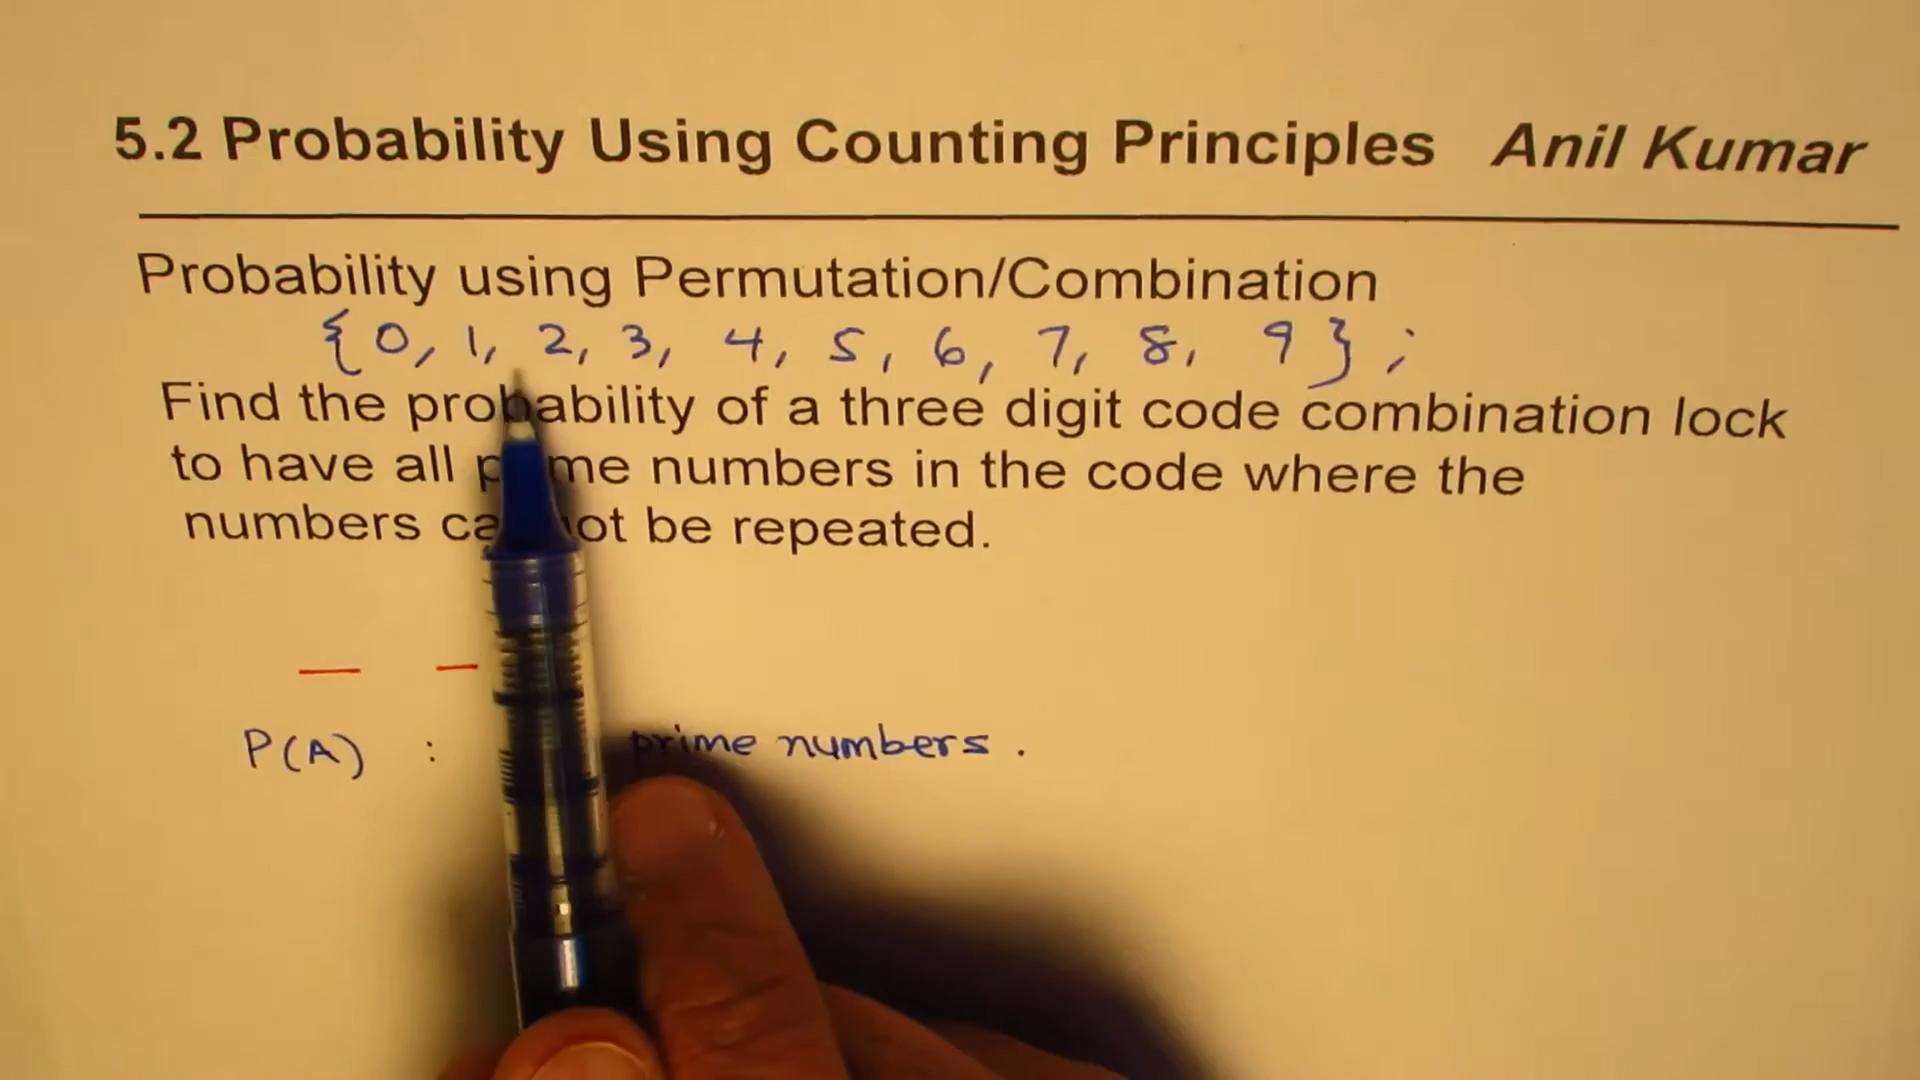 5.2 Probability Using Counting Principles Anil Kumar
Probability using Permutation/Combination
{0, 1, 2, 3, 4, 5, 6, 7, 8, 9} ;
Find the probability of a three digit code combination lock
to have all prime numbers in the code where the
numbers cannot be repeated.
P(A) : prime numbers .